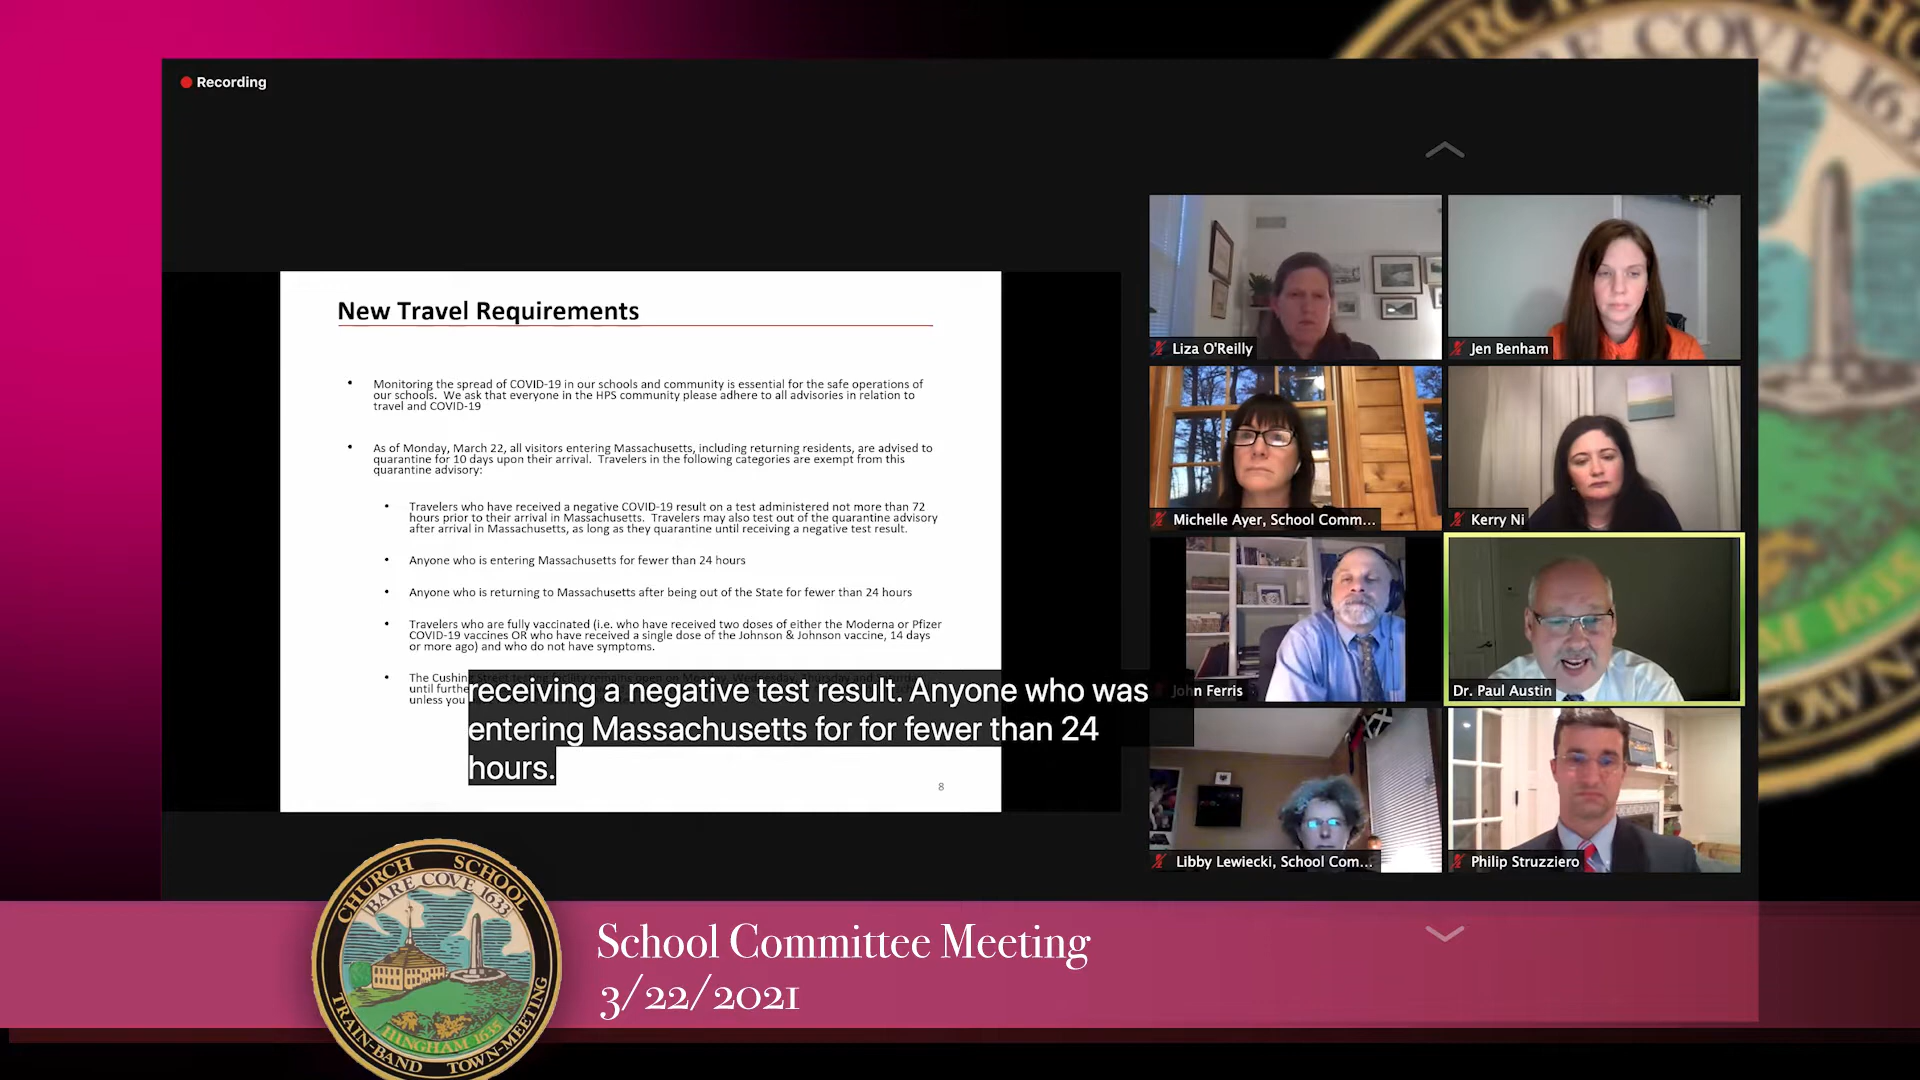 Recording
New Travel Requirements
• Monitoring the spread of COVID-19 in our schools and community is essential for the safe operations of
our schools. We ask that everyone in the HPS community please adhere to all advisories in relation to
travel and COVID-19
• As of Monday, March 22, all visitors entering Massachusetts, including returning residents, are advised to
quarantine for 10 days upon their arrival. Travelers in the following categories are exempt from this
quarantine advisory:
• Travelers who have received a negative COVID-19 result on a test administered not more than 72
hours prior to their arrival in Massachusetts. Travelers may also test out of the quarantine advisory
after arrival in Massachusetts, as long as they quarantine until receiving a negative test result.
• Anyone who is entering Massachusetts for fewer than 24 hours
• Anyone who is returning to Massachusetts after being out of the State for fewer than 24 hours
• Travelers who are fully vaccinated (i.e. who have received two doses of either the Moderna or Pfizer
COVID-19 vaccines OR who have received a single dose of the Johnson & Johnson vaccine, 14 days
or more ago) and who do not have symptoms.
• The Cushing Street testing facility remains open on Monday, Wednesday, Thursday and Saturday
until furthe
unless you
8
receiving a negative test result. Anyone who was
entering Massachusetts for for fewer than 24
hours.
Liza O'Reilly
Jen Benham
Michelle Ayer, School Comm...
Kerry Ni
John Ferris
Dr. Paul Austin
Libby Lewiecki, School Com...
Philip Struzziero
CHURCH SCHOOL
BARE COVE 1633
HINGHAM 1635
TRAIN-BAND TOWN-MEETING
School Committee Meeting
3/22/2021